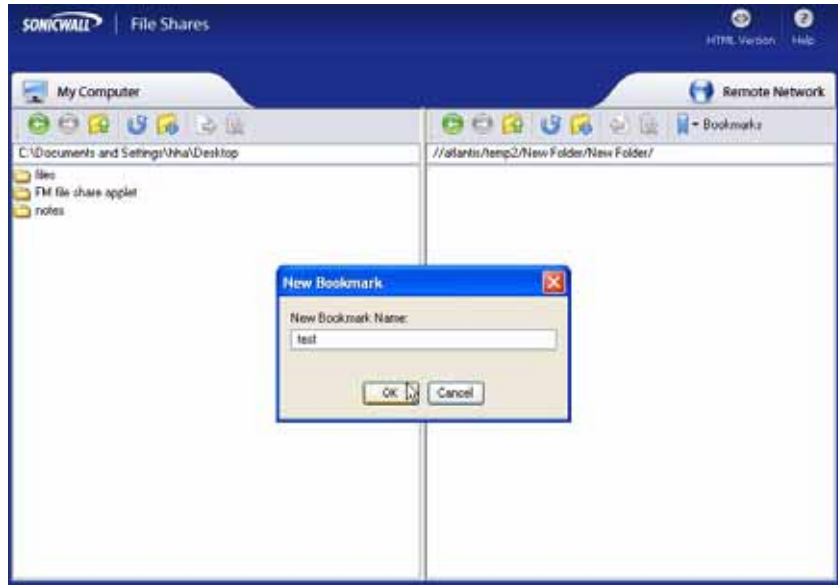 SONICWALL | File Shares
HTML Version Help
My Computer
Remote Network
Bookmarks
C:\Documents and Settings\hha\Desktop
//atlantis/temp2/New Folder/New Folder/
files
FM file share applet
notes
New Bookmark
New Bookmark Name:
test
OK Cancel